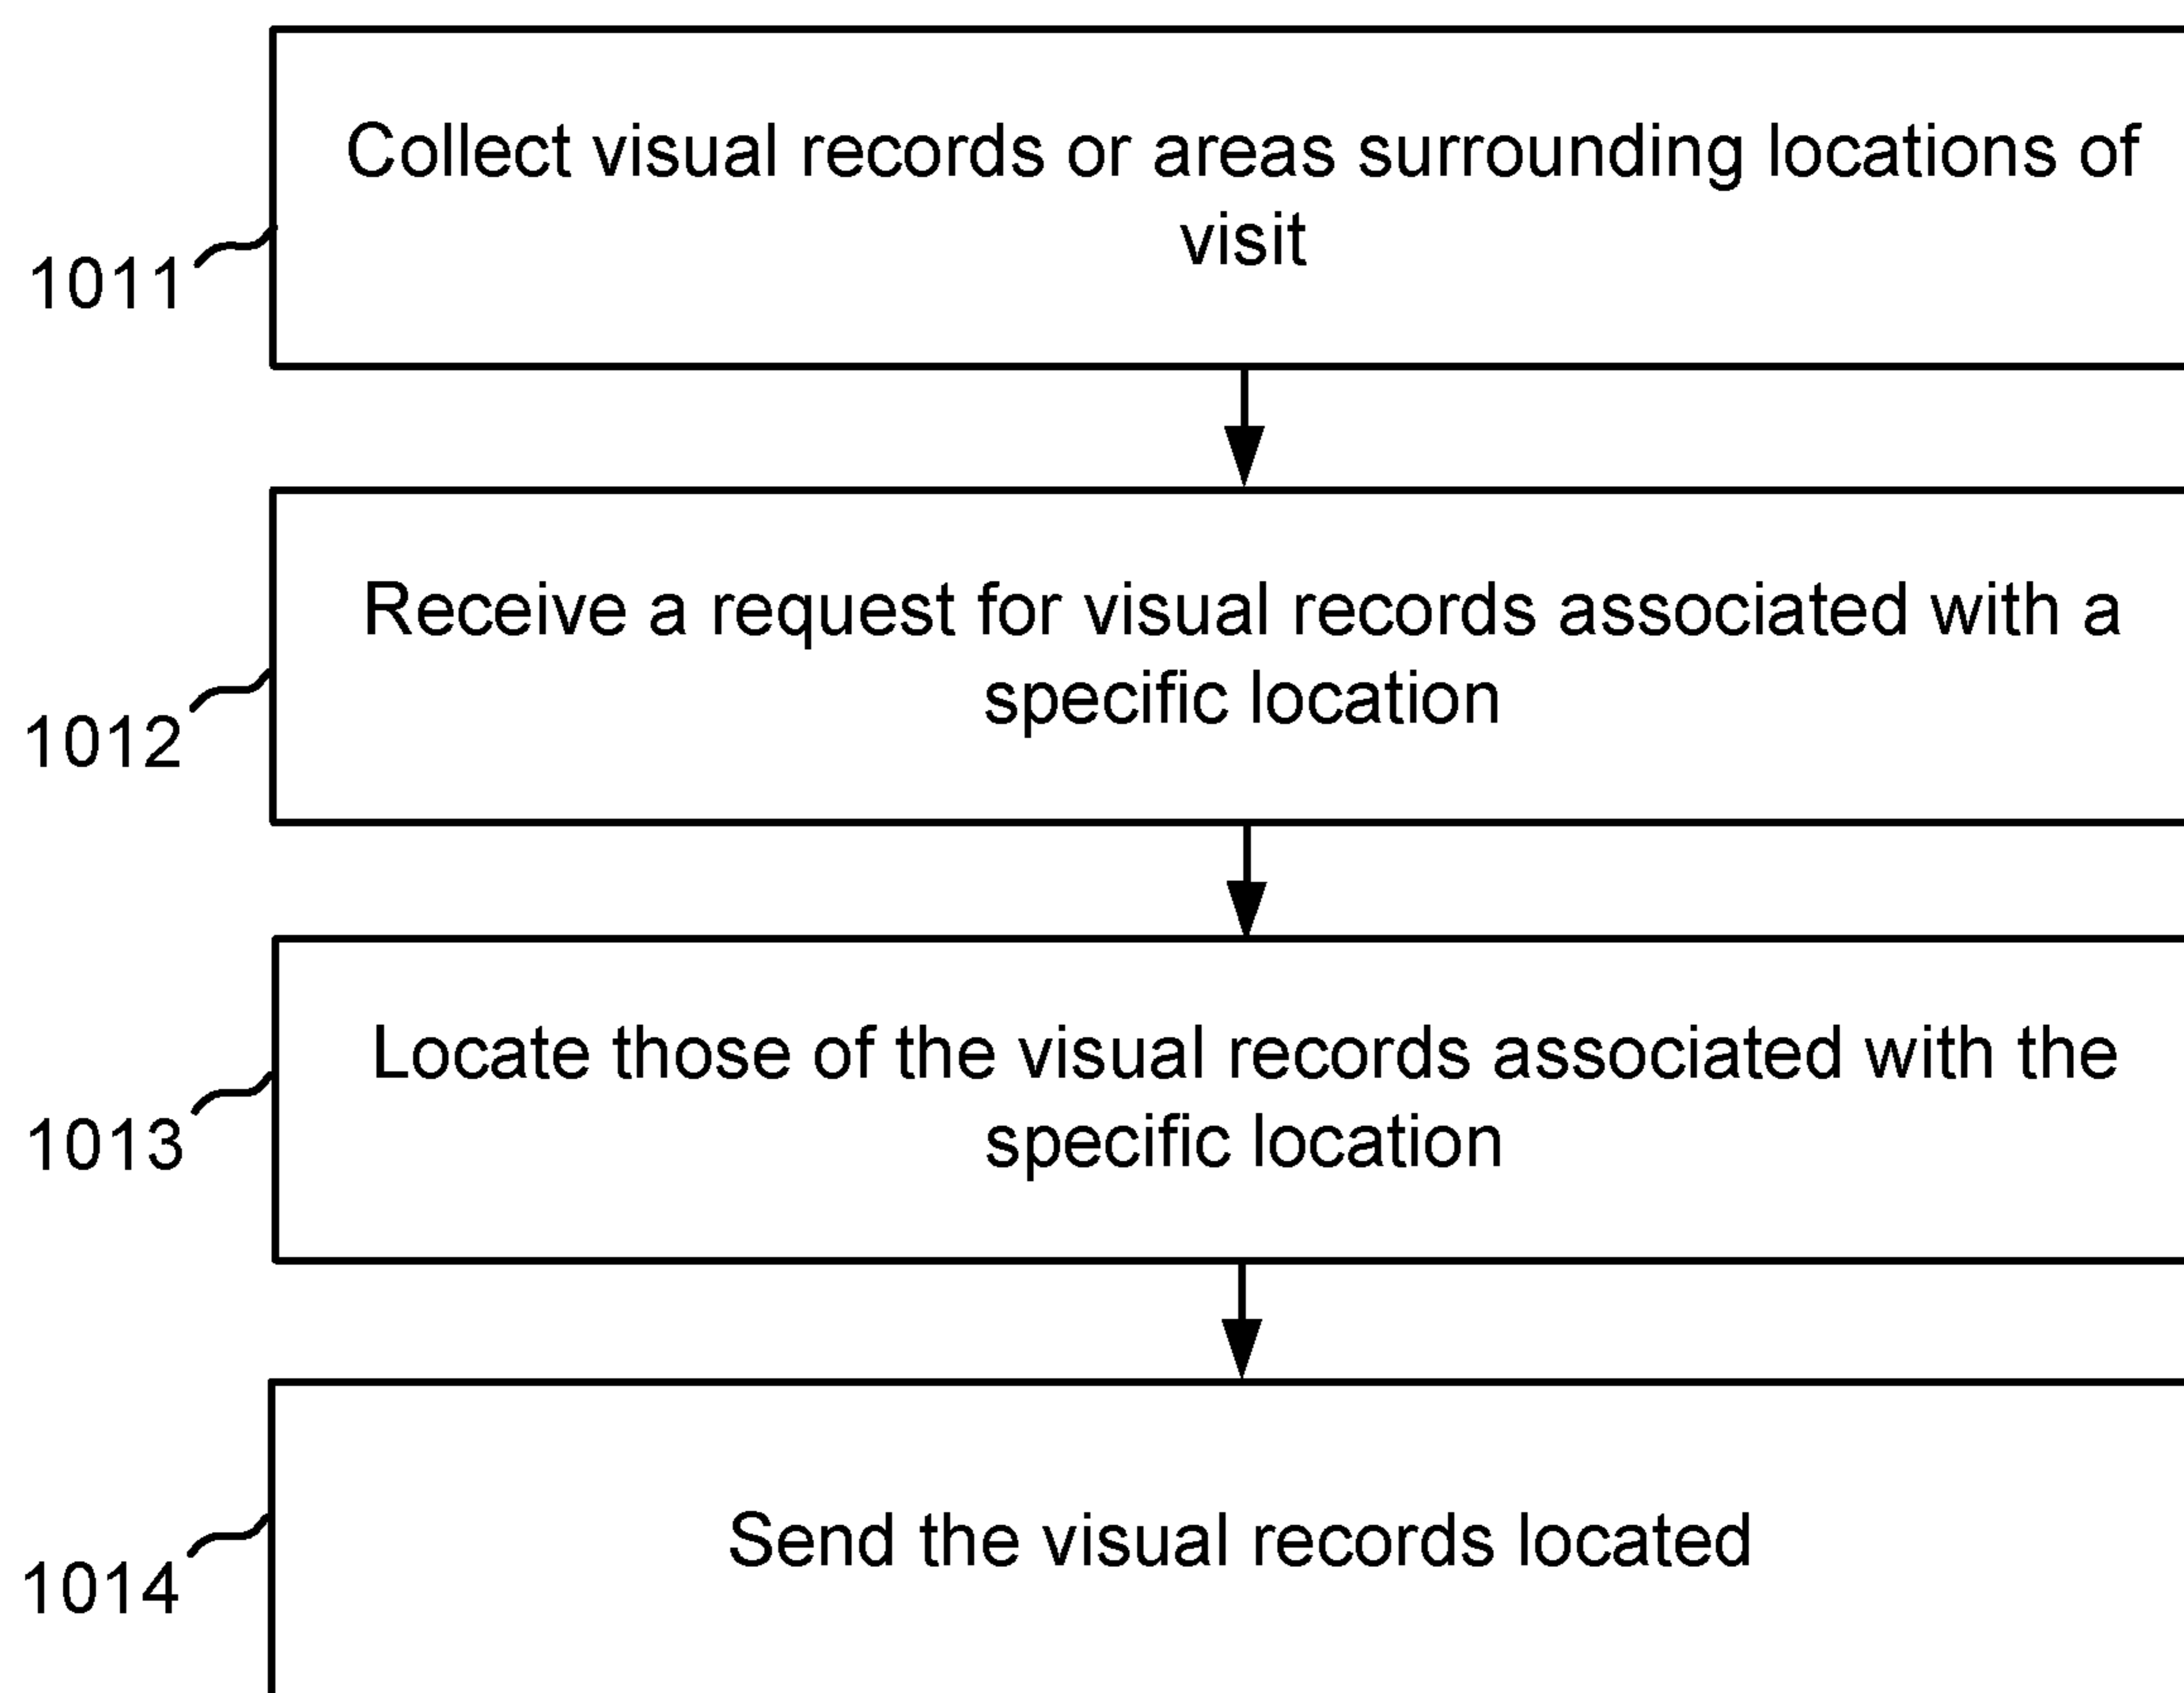 Collect visual records or areas surrounding locations of
visit
1011
Receive a request for visual records associated with a
specific location
1012
Locate those of the visual records associated with the
specific location
1013
Send the visual records located
1014